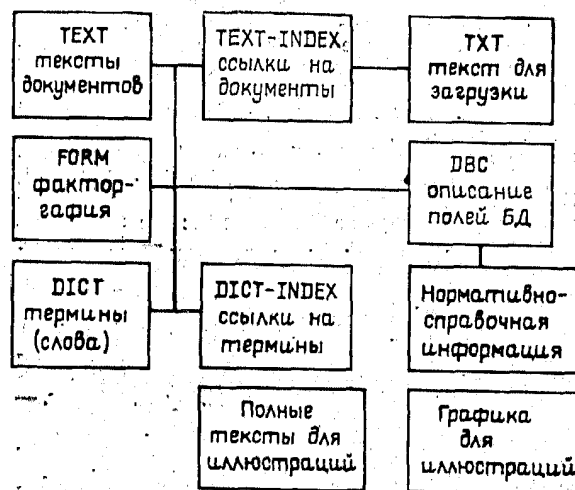 TEXT
тексты
документов
TEXT-INDEX
ссылки на
документы
TXT
текст для
загрузки
FORM
фактор-
гафия
DBC
описание
полей БД
DICT
термины
(слова)
DICT-INDEX
ссылки на
термины
Нормативно-
справочная
информация
Полные
тексты для
иллюстраций
Графика
для
иллюстраций